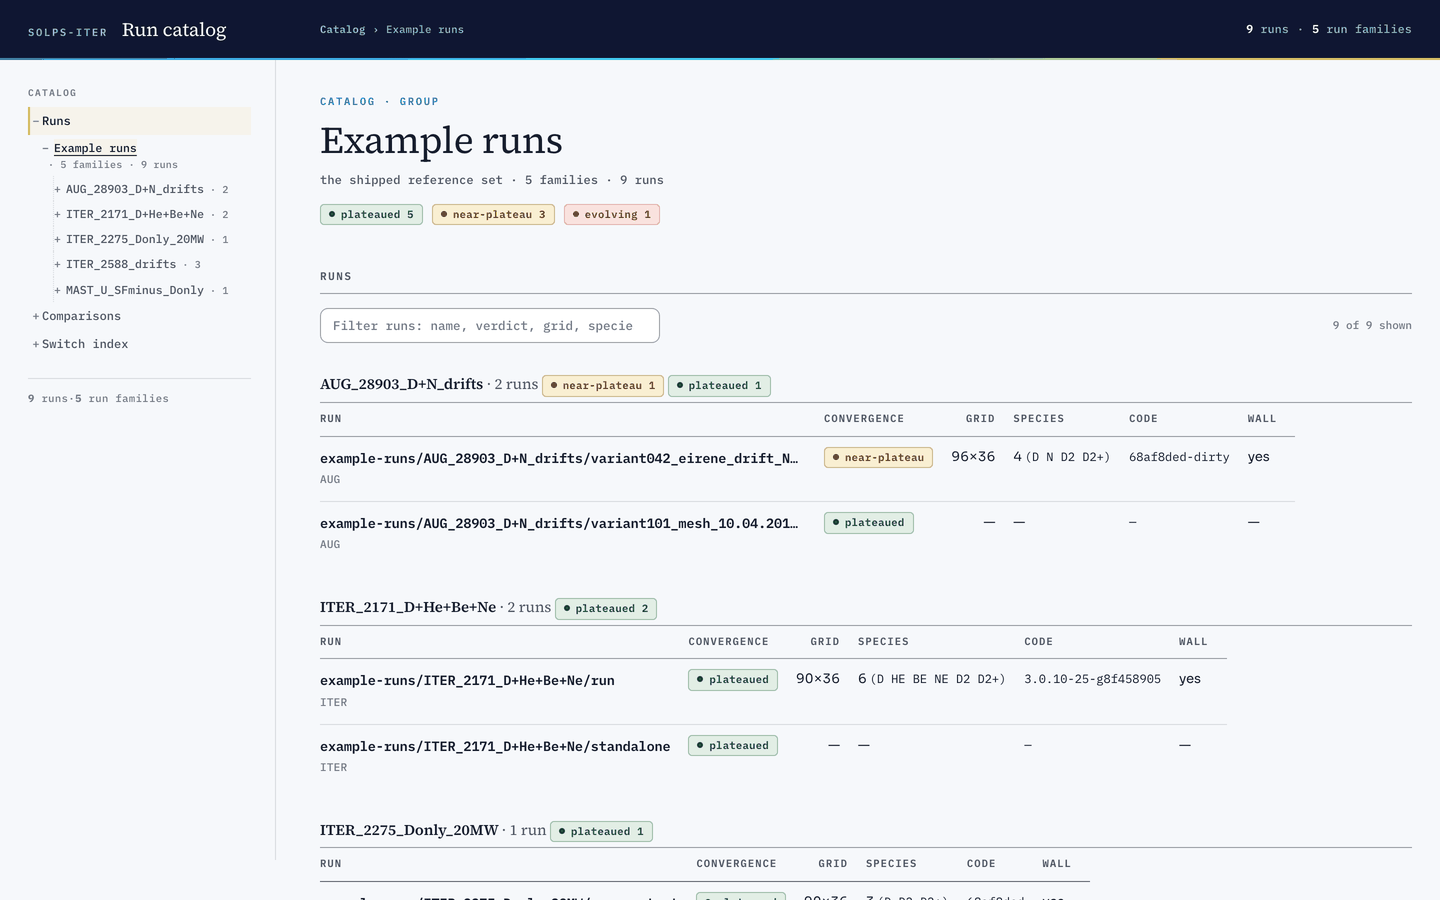 SOLPS-ITER Run catalog Catalog › Example runs 9 runs · 5 run families
CATALOG
− Runs
− Example runs
· 5 families · 9 runs
+ AUG_28903_D+N_drifts · 2
+ ITER_2171_D+He+Be+Ne · 2
+ ITER_2275_Donly_20MW · 1
+ ITER_2588_drifts · 3
+ MAST_U_SFminus_Donly · 1
+ Comparisons
+ Switch index
9 runs·5 run families
CATALOG · GROUP
Example runs
the shipped reference set · 5 families · 9 runs
plateaued 5 near-plateau 3 evolving 1
RUNS
Filter runs: name, verdict, grid, specie 9 of 9 shown
AUG_28903_D+N_drifts · 2 runs near-plateau 1 plateaued 1
RUN CONVERGENCE GRID SPECIES CODE WALL
example-runs/AUG_28903_D+N_drifts/variant042_eirene_drift_N… near-plateau 96×36 4 (D N D2 D2+) 68af8ded-dirty yes
AUG
example-runs/AUG_28903_D+N_drifts/variant101_mesh_10.04.201… plateaued — — – —
AUG
ITER_2171_D+He+Be+Ne · 2 runs plateaued 2
RUN CONVERGENCE GRID SPECIES CODE WALL
example-runs/ITER_2171_D+He+Be+Ne/run plateaued 90×36 6 (D HE BE NE D2 D2+) 3.0.10-25-g8f458905 yes
ITER
example-runs/ITER_2171_D+He+Be+Ne/standalone plateaued — — – —
ITER
ITER_2275_Donly_20MW · 1 run plateaued 1
RUN CONVERGENCE GRID SPECIES CODE WALL